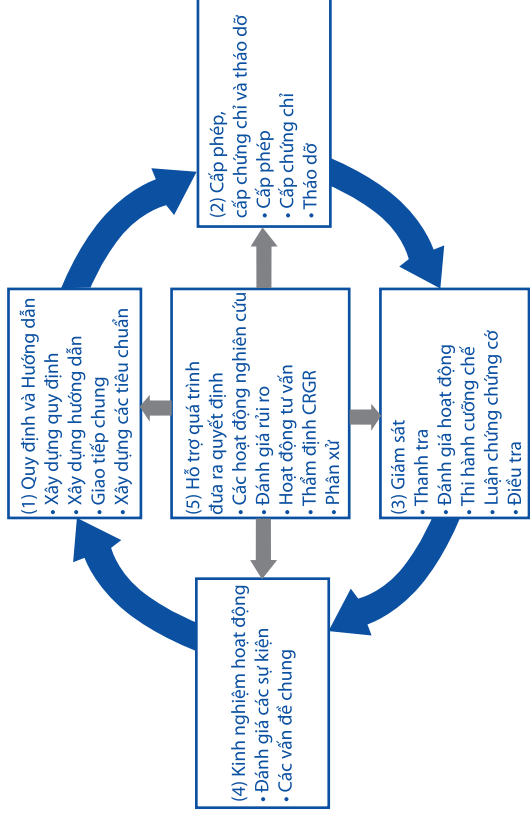 (1) Quy định và Hướng dẫn
• Xây dựng quy định
• Xây dựng hướng dẫn
• Giao tiếp chung
• Xây dựng các tiêu chuẩn
(2) Cấp phép,
cấp chứng chỉ và tháo dỡ
• Cấp phép
• Cấp chứng chỉ
• Tháo dỡ
(3) Giám sát
• Thanh tra
• Đánh giá hoạt động
• Thi hành cưỡng chế
• Luận chứng chứng cớ
• Điều tra
(4) Kinh nghiệm hoạt động
• Đánh giá các sự kiện
• Các vấn đề chung
(5) Hỗ trợ quá trình
đưa ra quyết định
• Các hoạt động nghiên cứu
• Đánh giá rủi ro
• Hoạt động tư vấn
• Thẩm định CRGR
• Phân xử